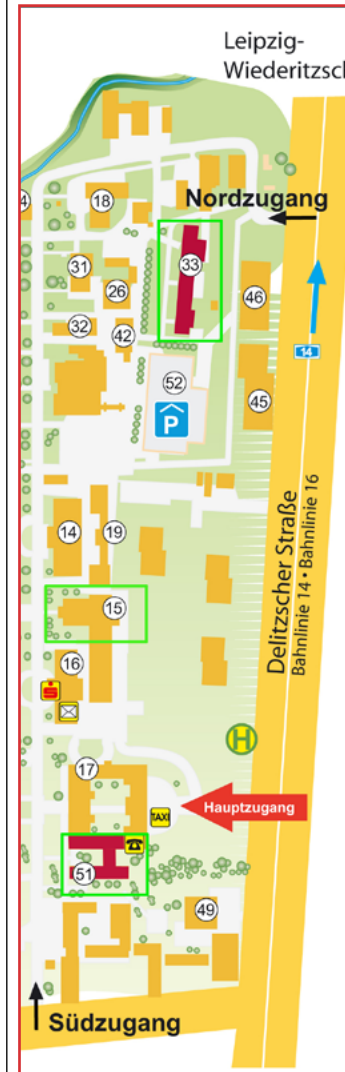 Leipzig-
Wiederitzsch
4
18
Nordzugang
33
31
26
46
32
42
52
P
14
45
14
19
Delitzscher Straße
Bahnlinie 14 • Bahnlinie 16
15
16
S
H
17
TAXI
Hauptzugang
51
49
Südzugang